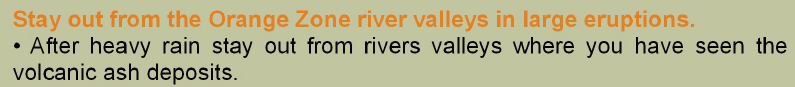 Stay out from the Orange Zone river valleys in large eruptions.
• After heavy rain stay out from rivers valleys where you have seen the
volcanic ash deposits.